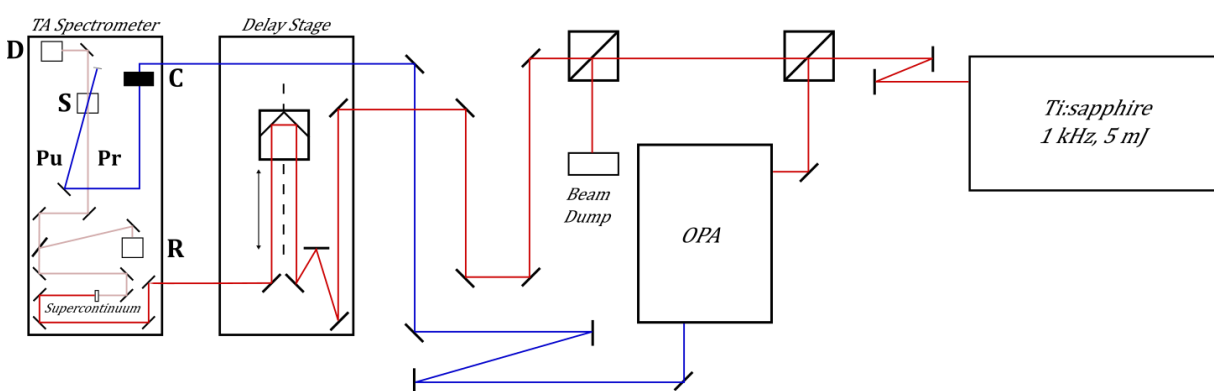 TA Spectrometer
Delay Stage
D
C
S
Pu
Pr
R
Supercontinuum
Beam
Dump
OPA
Ti:sapphire
1 kHz, 5 mJ